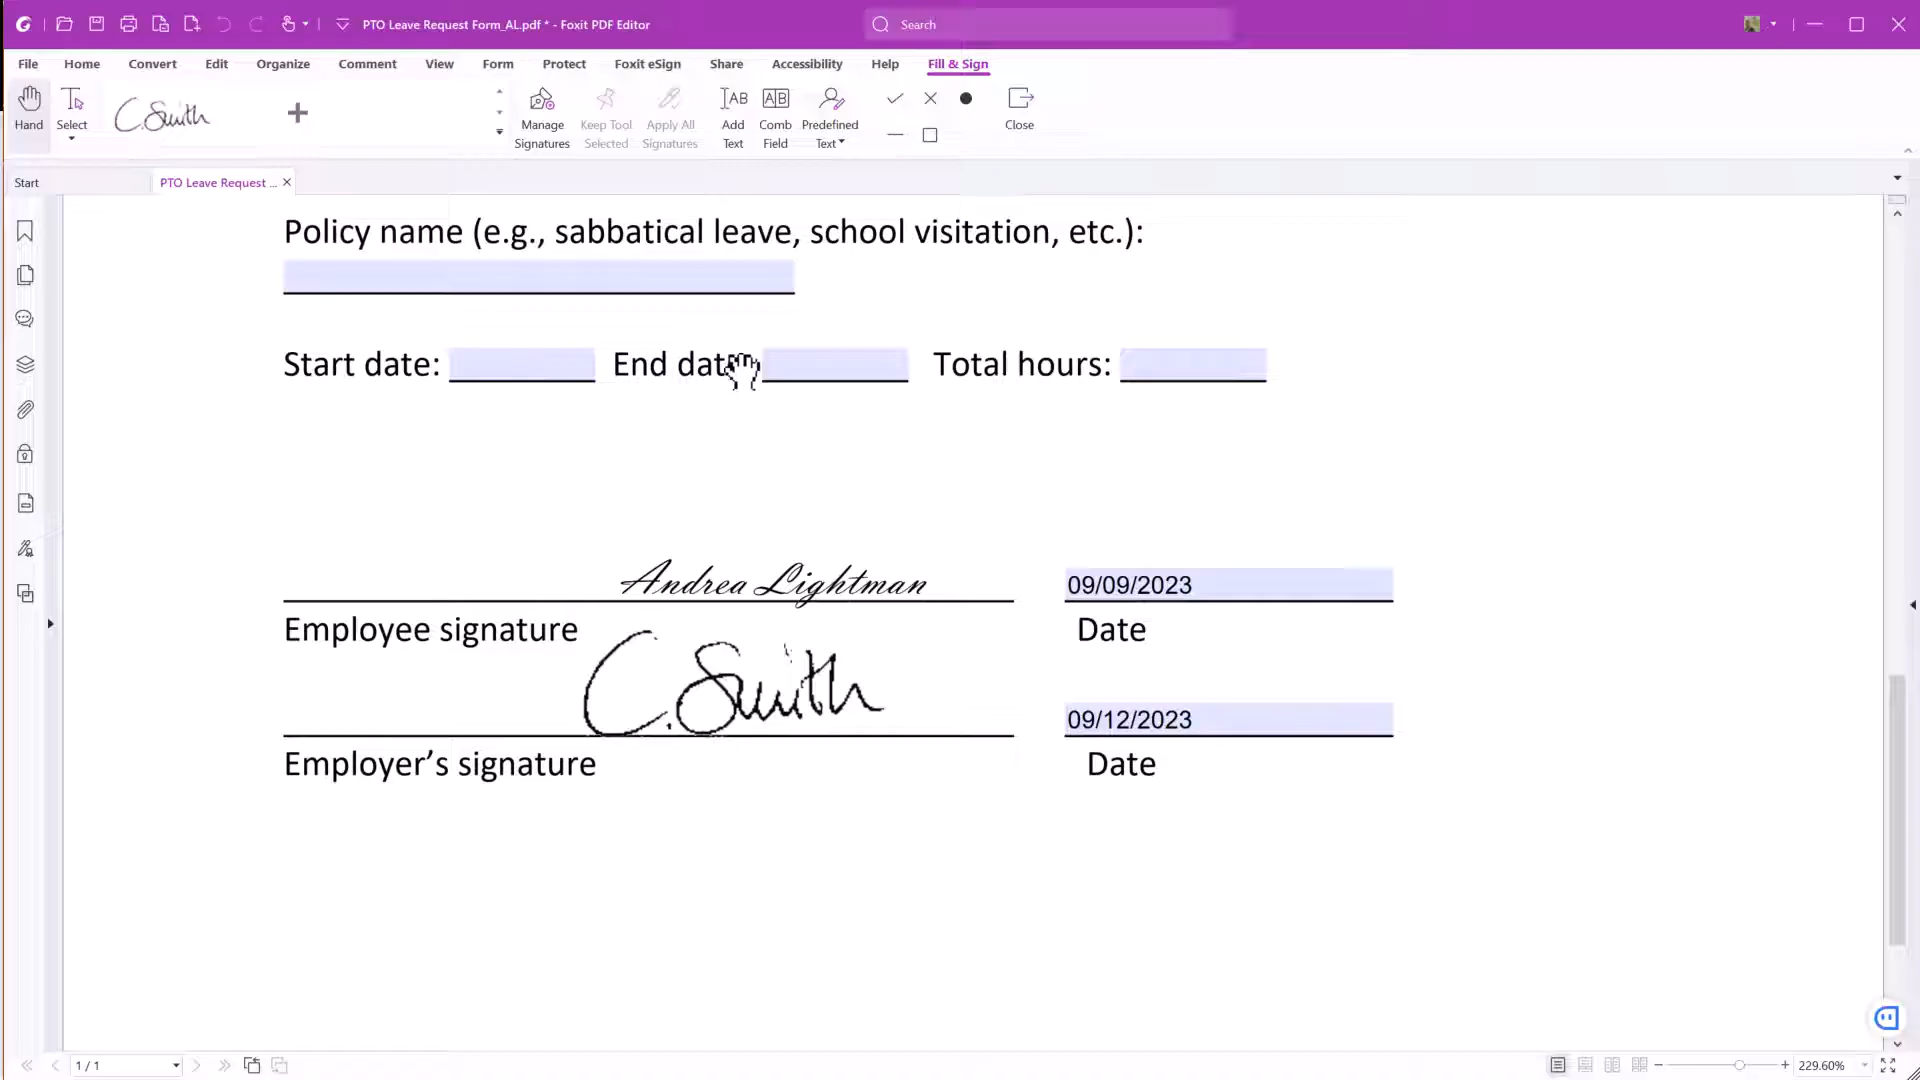 PTO Leave Request Form_AL.pdf * - Foxit PDF Editor
Search
File Home Convert Edit Organize Comment View Form Protect Foxit eSign Share Accessibility Help Fill & Sign
Hand
Select
C. Smith
Manage Signatures
Keep Tool Selected
Apply All Signatures
Add Text
Comb Field
Predefined Text
Close
Start
PTO Leave Request ...
Policy name (e.g., sabbatical leave, school visitation, etc.):
Start date: End dat Total hours:
Andrea Lightman 09/09/2023
Employee signature Date
C. Smith 09/12/2023
Employer’s signature Date
1 / 1
229.60%